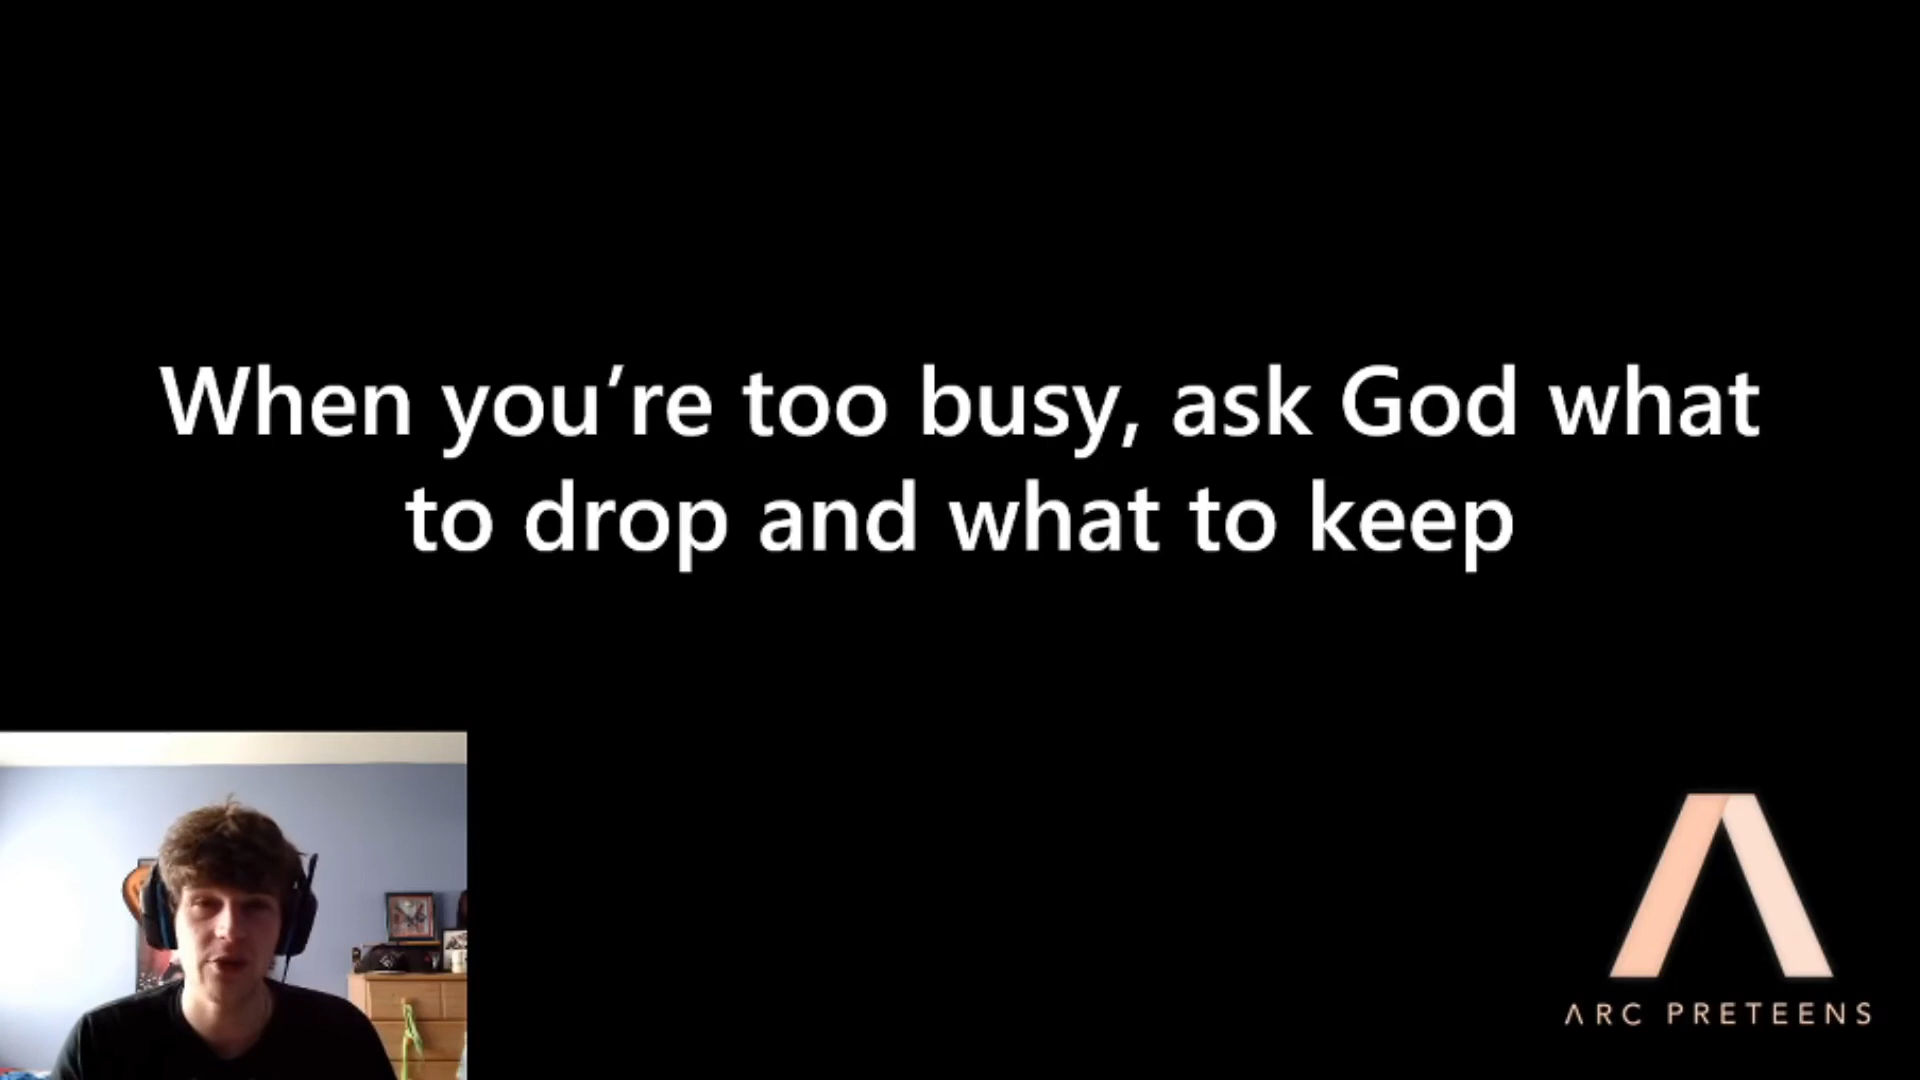 When you’re too busy, ask God what
to drop and what to keep
ARC PRETEENS